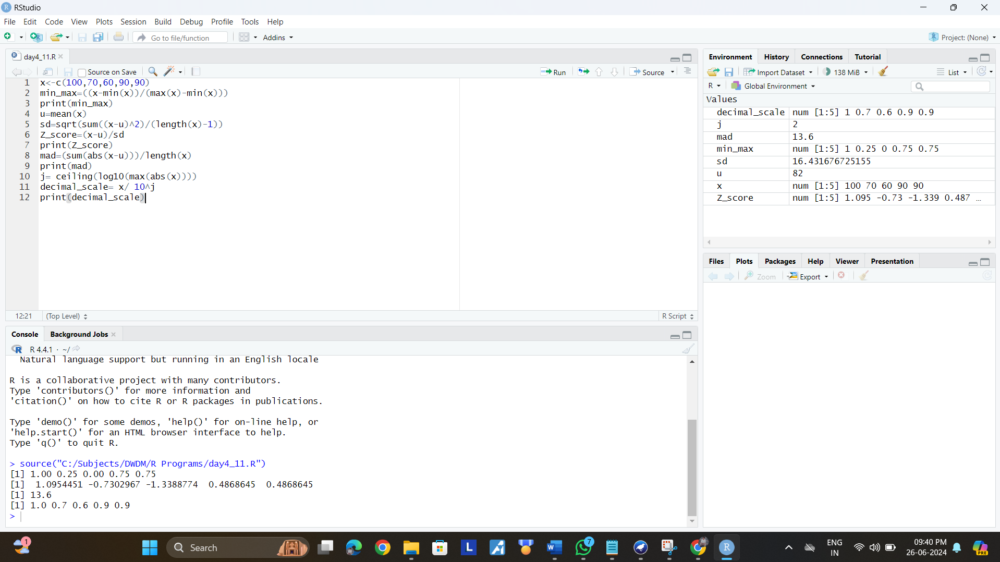 RStudio
File Edit Code View Plots Session Build Debug Profile Tools Help
Go to file/function Addins Project: (None)
day4_11.R
Source on Save Run Source
1 x<-c(100,70,60,90,90)
2 min_max=((x-min(x))/(max(x)-min(x)))
3 print(min_max)
4 u=mean(x)
5 sd=sqrt(sum((x-u)^2)/(length(x)-1))
6 Z_score=(x-u)/sd
7 print(Z_score)
8 mad=(sum(abs(x-u)))/length(x)
9 print(mad)
10 j= ceiling(log10(max(abs(x))))
11 decimal_scale= x/ 10^j
12 print(decimal_scale)
12:21 (Top Level) R Script
Console Background Jobs
R 4.4.1 · ~/
Natural language support but running in an English locale
R is a collaborative project with many contributors.
Type 'contributors()' for more information and
'citation()' on how to cite R or R packages in publications.
Type 'demo()' for some demos, 'help()' for on-line help, or
'help.start()' for an HTML browser interface to help.
Type 'q()' to quit R.
> source("C:/Subjects/DWDM/R Programs/day4_11.R")
[1] 1.00 0.25 0.00 0.75 0.75
[1]  1.0954451 -0.7302967 -1.3388774  0.4868645  0.4868645
[1] 13.6
[1] 1.0 0.7 0.6 0.9 0.9
>
Environment History Connections Tutorial
Import Dataset 138 MiB List
R Global Environment
Values
decimal_scale num [1:5] 1 0.7 0.6 0.9 0.9
j 2
mad 13.6
min_max num [1:5] 1 0.25 0 0.75 0.75
sd 16.431676725155
u 82
x num [1:5] 100 70 60 90 90
Z_score num [1:5] 1.095 -0.73 -1.339 0.487 ...
Files Plots Packages Help Viewer Presentation
Zoom Export
1 Search L W 7 R ENG 09:40 PM
IN 26-06-2024 PRE